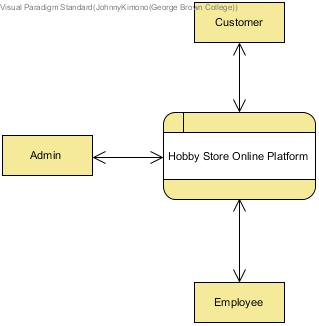 Visual Paradigm Standard(JohnnyKimono(George Brown College))
Customer
Admin
Hobby Store Online Platform
Employee